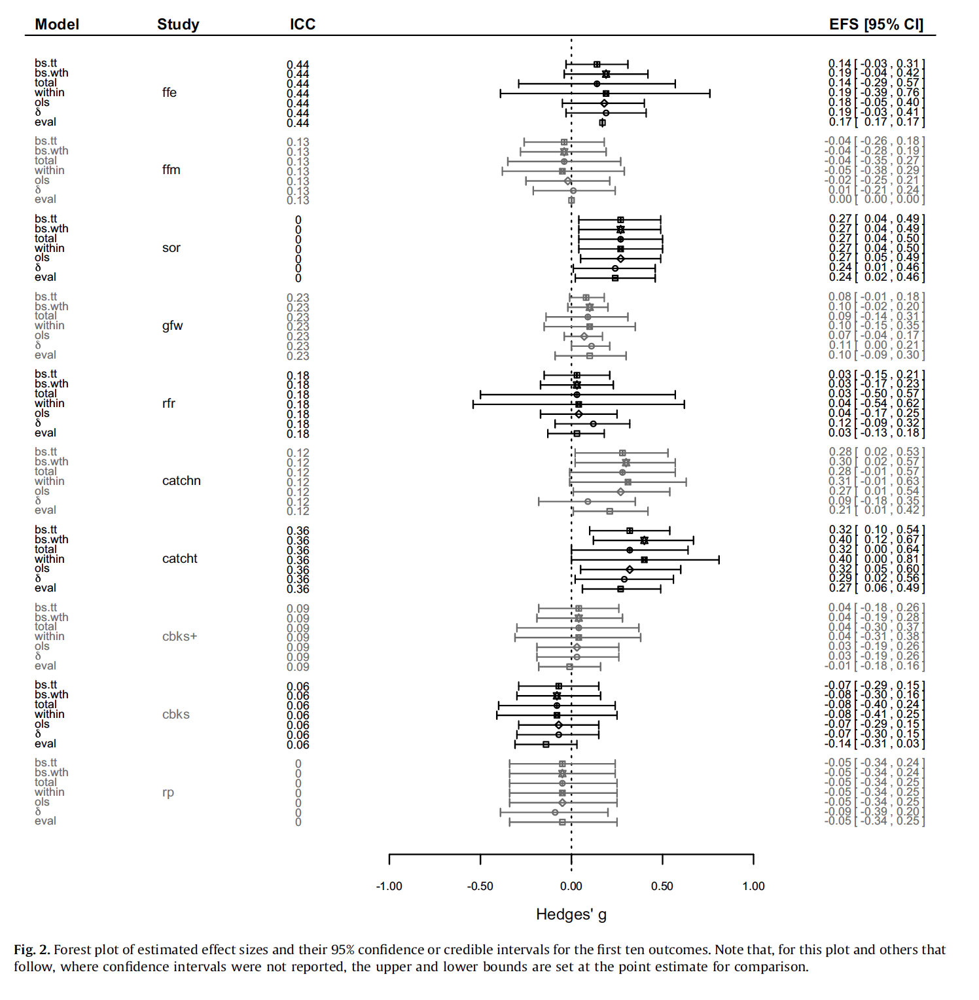 Model Study ICC EFS [95% CI]
bs.tt 0.44 0.14 [ -0.03 , 0.31 ]
bs.wth 0.44 0.19 [ -0.04 , 0.42 ]
total 0.44 0.14 [ -0.29 , 0.57 ]
within ffe 0.44 0.19 [ -0.39 , 0.76 ]
ols 0.44 0.18 [ -0.05 , 0.40 ]
δ 0.44 0.19 [ -0.03 , 0.41 ]
eval 0.44 0.17 [ 0.17 , 0.17 ]
bs.tt 0.13 -0.04 [ -0.26 , 0.18 ]
bs.wth 0.13 -0.04 [ -0.28 , 0.19 ]
total 0.13 -0.04 [ -0.35 , 0.27 ]
within ffm 0.13 -0.05 [ -0.38 , 0.29 ]
ols 0.13 -0.02 [ -0.25 , 0.21 ]
δ 0.13 0.01 [ -0.21 , 0.24 ]
eval 0.13 0.00 [ 0.00 , 0.00 ]
bs.tt 0 0.27 [ 0.04 , 0.49 ]
bs.wth 0 0.27 [ 0.04 , 0.49 ]
total 0 0.27 [ 0.04 , 0.50 ]
within sor 0 0.27 [ 0.04 , 0.50 ]
ols 0 0.27 [ 0.05 , 0.49 ]
δ 0 0.24 [ 0.01 , 0.46 ]
eval 0 0.24 [ 0.02 , 0.46 ]
bs.tt 0.23 0.08 [ -0.01 , 0.18 ]
bs.wth 0.23 0.10 [ -0.02 , 0.20 ]
total 0.23 0.09 [ -0.14 , 0.31 ]
within gfw 0.23 0.10 [ -0.15 , 0.35 ]
ols 0.23 0.07 [ -0.04 , 0.17 ]
δ 0.23 0.11 [ 0.00 , 0.21 ]
eval 0.23 0.10 [ -0.09 , 0.30 ]
bs.tt 0.18 0.03 [ -0.15 , 0.21 ]
bs.wth 0.18 0.03 [ -0.17 , 0.23 ]
total 0.18 0.03 [ -0.50 , 0.57 ]
within rfr 0.18 0.04 [ -0.54 , 0.62 ]
ols 0.18 0.04 [ -0.17 , 0.25 ]
δ 0.18 0.12 [ -0.09 , 0.32 ]
eval 0.18 0.03 [ -0.13 , 0.18 ]
bs.tt 0.12 0.28 [ 0.02 , 0.53 ]
bs.wth 0.12 0.30 [ 0.02 , 0.57 ]
total 0.12 0.28 [ -0.01 , 0.57 ]
within catchn 0.12 0.31 [ -0.01 , 0.63 ]
ols 0.12 0.27 [ 0.01 , 0.54 ]
δ 0.12 0.09 [ -0.18 , 0.35 ]
eval 0.12 0.21 [ 0.01 , 0.42 ]
bs.tt 0.36 0.32 [ 0.10 , 0.54 ]
bs.wth 0.36 0.40 [ 0.12 , 0.67 ]
total 0.36 0.32 [ 0.00 , 0.64 ]
within catcht 0.36 0.40 [ 0.00 , 0.81 ]
ols 0.36 0.32 [ 0.05 , 0.60 ]
δ 0.36 0.29 [ 0.02 , 0.56 ]
eval 0.36 0.27 [ 0.06 , 0.49 ]
bs.tt 0.09 0.04 [ -0.18 , 0.26 ]
bs.wth 0.09 0.04 [ -0.19 , 0.28 ]
total 0.09 0.04 [ -0.30 , 0.37 ]
within cbks+ 0.09 0.04 [ -0.31 , 0.38 ]
ols 0.09 0.03 [ -0.19 , 0.26 ]
δ 0.09 0.03 [ -0.19 , 0.26 ]
eval 0.09 -0.01 [ -0.18 , 0.16 ]
bs.tt 0.06 -0.07 [ -0.29 , 0.15 ]
bs.wth 0.06 -0.08 [ -0.30 , 0.16 ]
total 0.06 -0.08 [ -0.40 , 0.24 ]
within cbks 0.06 -0.08 [ -0.41 , 0.25 ]
ols 0.06 -0.07 [ -0.29 , 0.15 ]
δ 0.06 -0.07 [ -0.30 , 0.15 ]
eval 0.06 -0.14 [ -0.31 , 0.03 ]
bs.tt 0 -0.05 [ -0.34 , 0.24 ]
bs.wth 0 -0.05 [ -0.34 , 0.24 ]
total 0 -0.05 [ -0.34 , 0.25 ]
within rp 0 -0.05 [ -0.34 , 0.25 ]
ols 0 -0.05 [ -0.34 , 0.25 ]
δ 0 -0.09 [ -0.39 , 0.20 ]
eval 0 -0.05 [ -0.34 , 0.25 ]
-1.00 -0.50 0.00 0.50 1.00
Hedges' g
Fig. 2. Forest plot of estimated effect sizes and their 95% confidence or credible intervals for the first ten outcomes. Note that, for this plot and others that
follow, where confidence intervals were not reported, the upper and lower bounds are set at the point estimate for comparison.